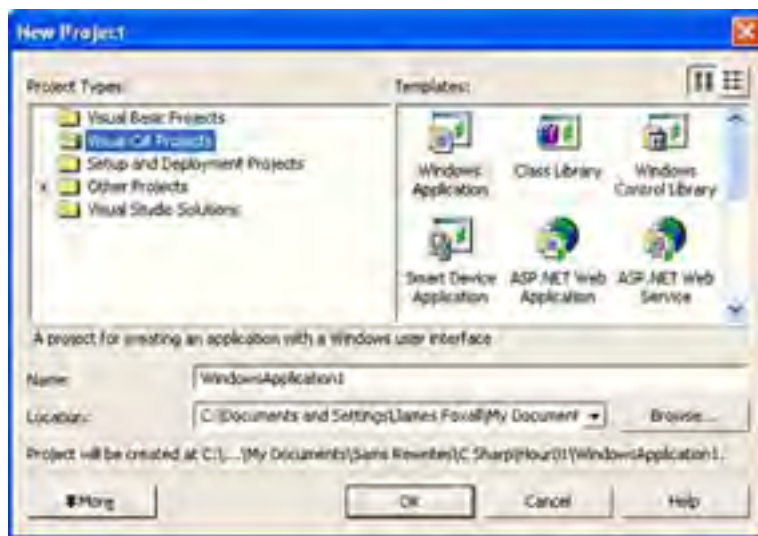 New Project
Project Types:
Templates:
Visual Basic Projects
Visual C# Projects
Setup and Deployment Projects
Other Projects
Visual Studio Solutions
Windows Application
Class Library
Windows Control Library
Smart Device Application
ASP.NET Web Application
ASP.NET Web Service
A project for creating an application with a Windows user interface
Name:
WindowsApplication1
Location:
C:\Documents and Settings\James Foxall\My Document
Browse...
Project will be created at C:\...\My Documents\Sams Rewrites\C Sharp\Hour01\WindowsApplication1.
More
OK
Cancel
Help